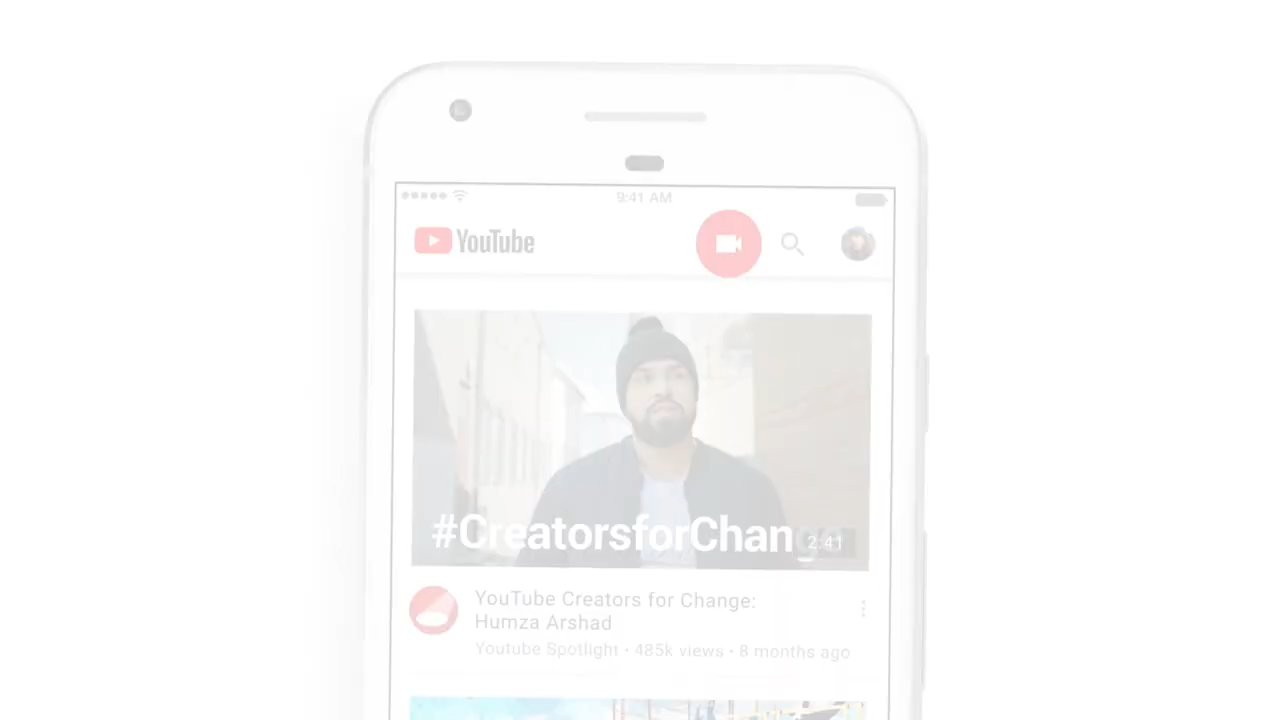 9:41 AM
YouTube
#CreatorsforChange
2:41
YouTube Creators for Change:
Humza Arshad
Youtube Spotlight · 485k views · 8 months ago